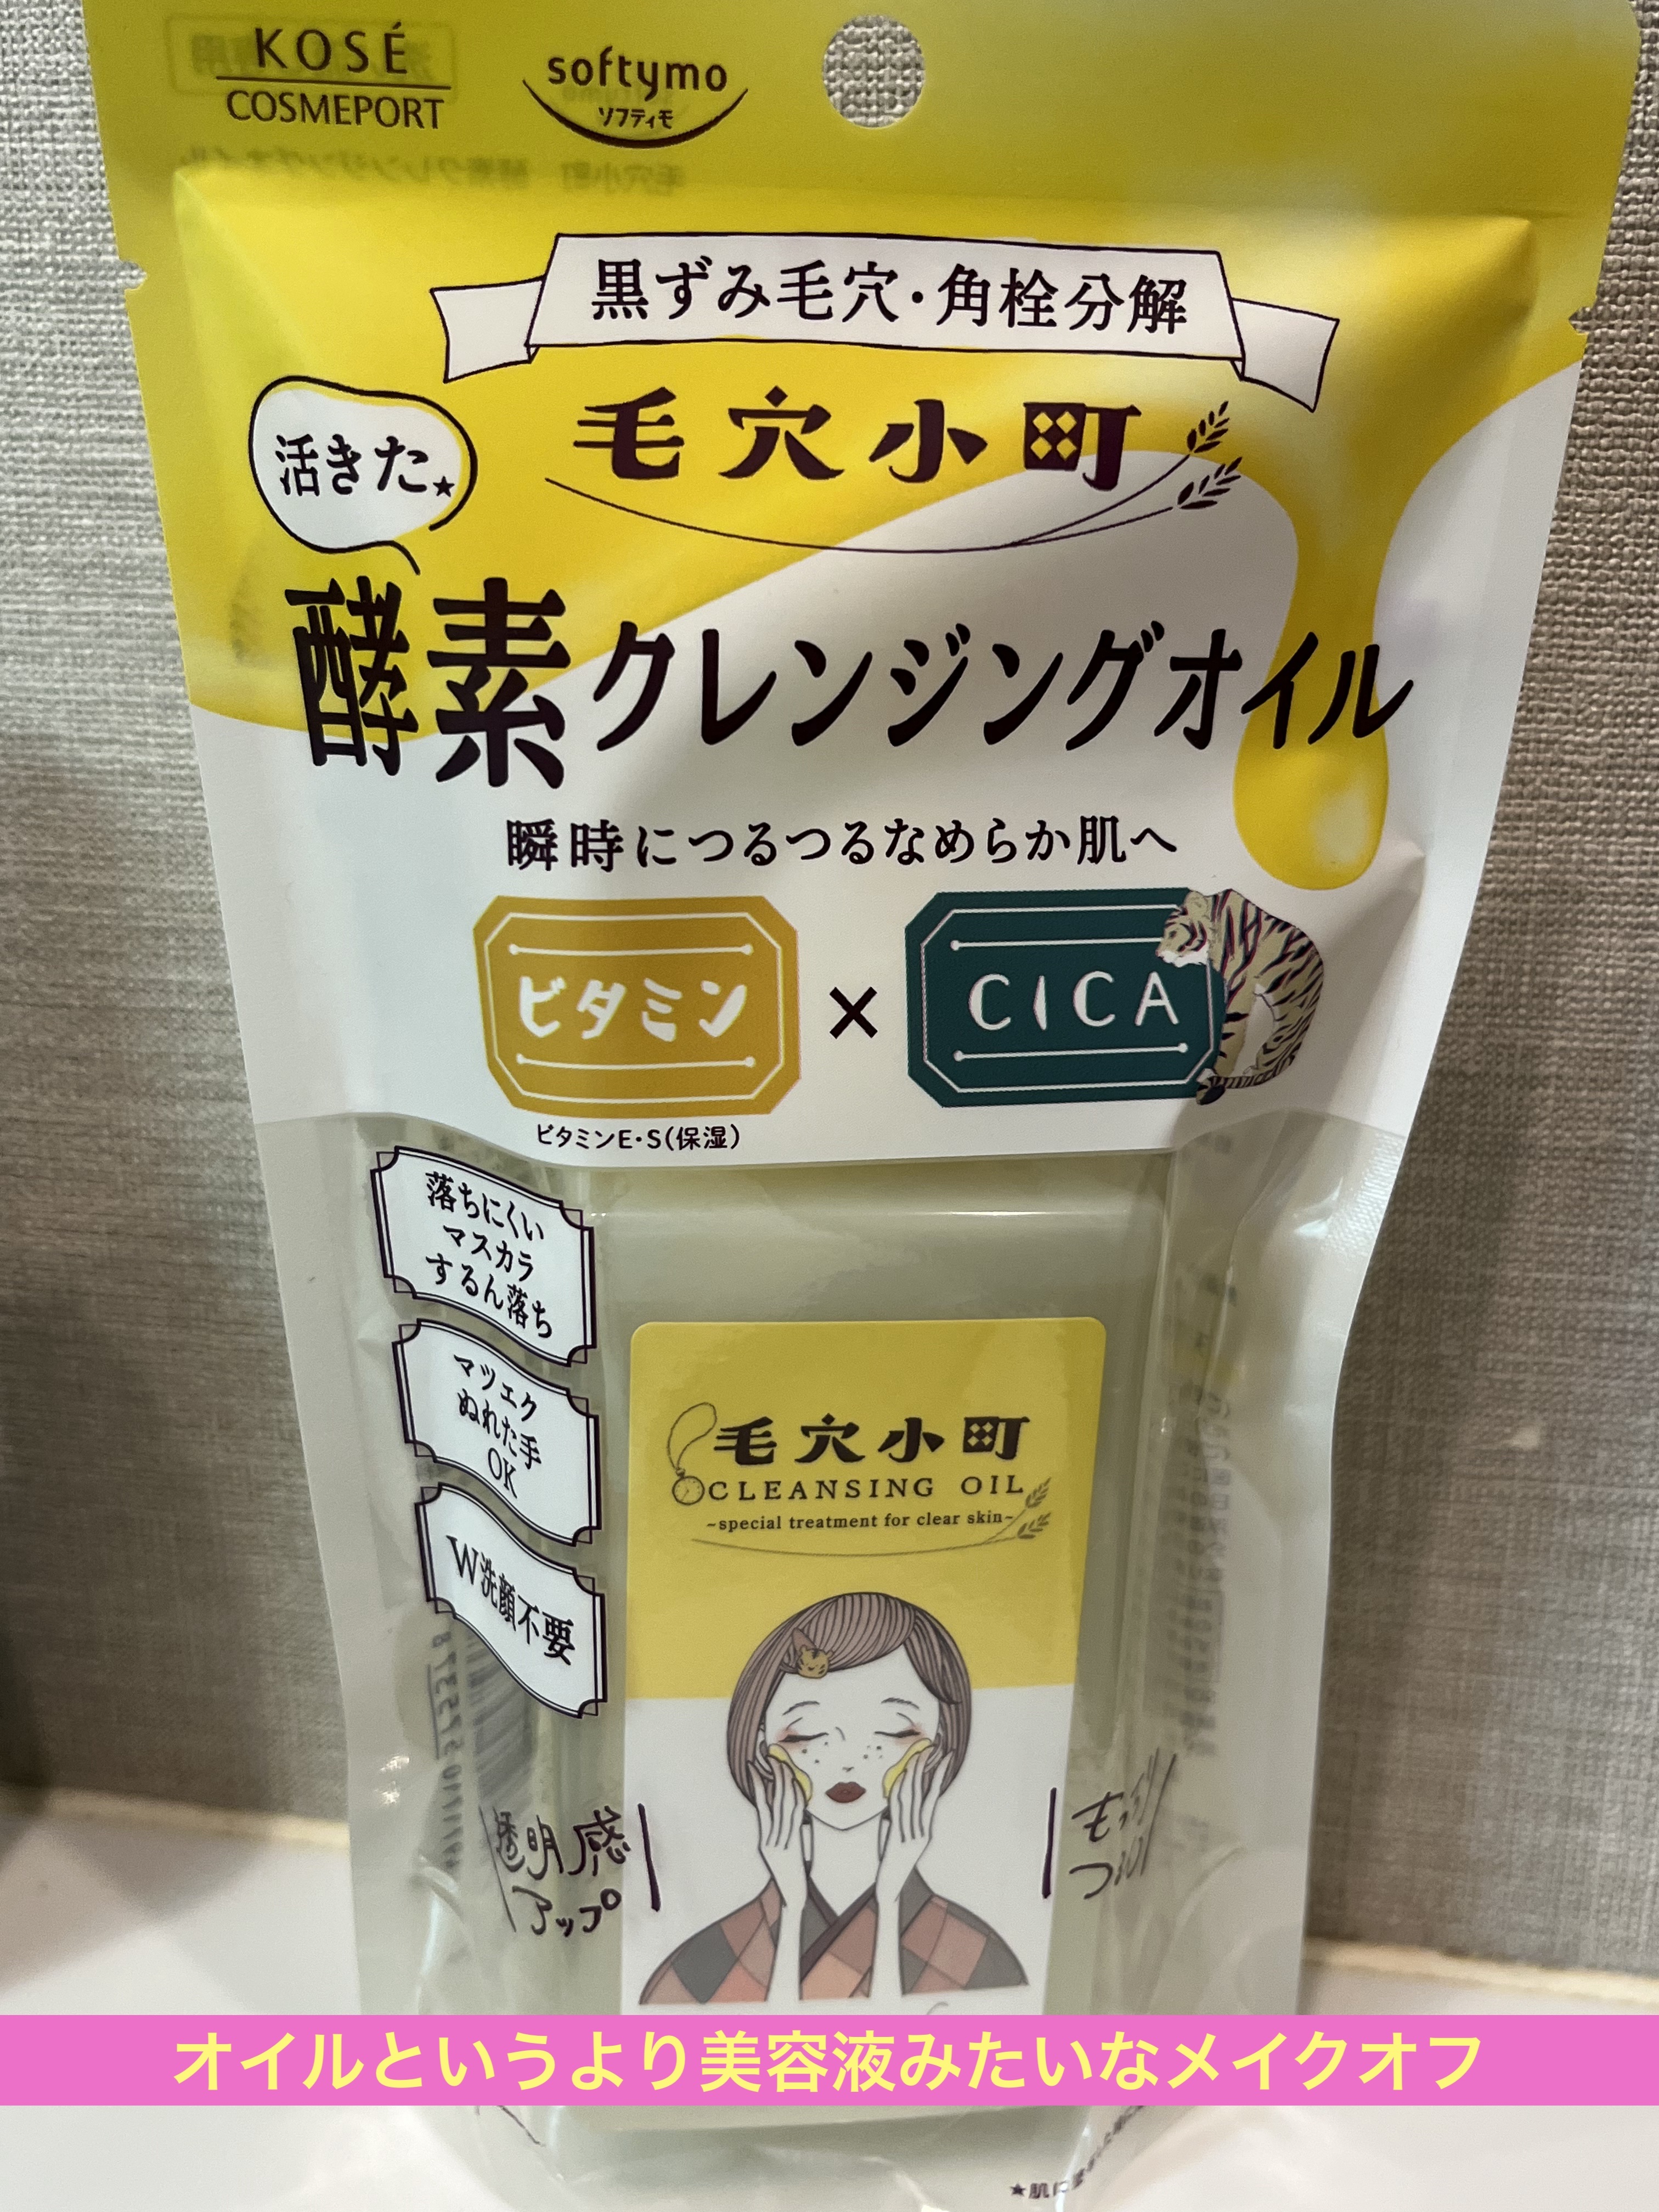 KOSÉ
COSMEPORT
softymo
ソフティモ
黒ずみ毛穴・角栓分解
毛穴小町
活きた★
酵素クレンジングオイル
瞬時につるつるなめらか肌へ
ビタミン × CICA
ビタミンE・S(保湿)
落ちにくい
マスカラ
するん落ち
マツエク
ぬれた手
OK
W洗顔不要
毛穴小町
CLEANSING OIL
~special treatment for clear skin~
透明感
アップ
もっちり
つるり
オイルというより美容液みたいなメイクオフ